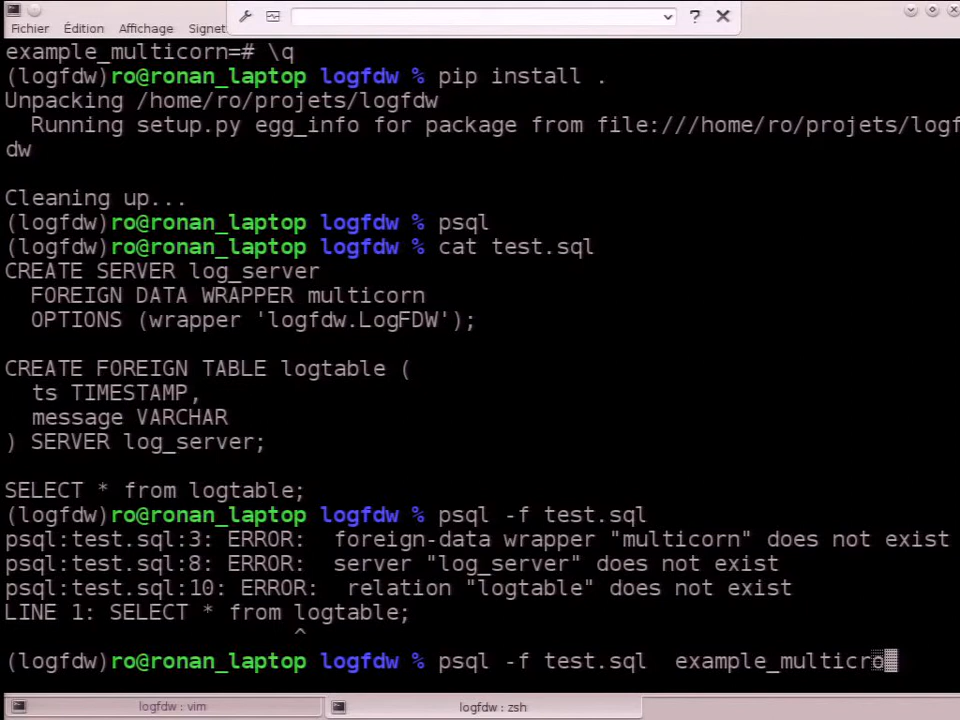 Fichier Édition Affichage Signet
example_multicorn=# \q
(logfdw)ro@ronan_laptop logfdw % pip install .
Unpacking /home/ro/projets/logfdw
  Running setup.py egg_info for package from file:///home/ro/projets/logf
dw
Cleaning up...
(logfdw)ro@ronan_laptop logfdw % psql
(logfdw)ro@ronan_laptop logfdw % cat test.sql
CREATE SERVER log_server
  FOREIGN DATA WRAPPER multicorn
  OPTIONS (wrapper 'logfdw.LogFDW');
CREATE FOREIGN TABLE logtable (
  ts TIMESTAMP,
  message VARCHAR
) SERVER log_server;
SELECT * from logtable;
(logfdw)ro@ronan_laptop logfdw % psql -f test.sql
psql:test.sql:3: ERROR:  foreign-data wrapper "multicorn" does not exist
psql:test.sql:8: ERROR:  server "log_server" does not exist
psql:test.sql:10: ERROR:  relation "logtable" does not exist
LINE 1: SELECT * from logtable;
^
(logfdw)ro@ronan_laptop logfdw % psql -f test.sql  example_multicro
logfdw : vim
logfdw : zsh